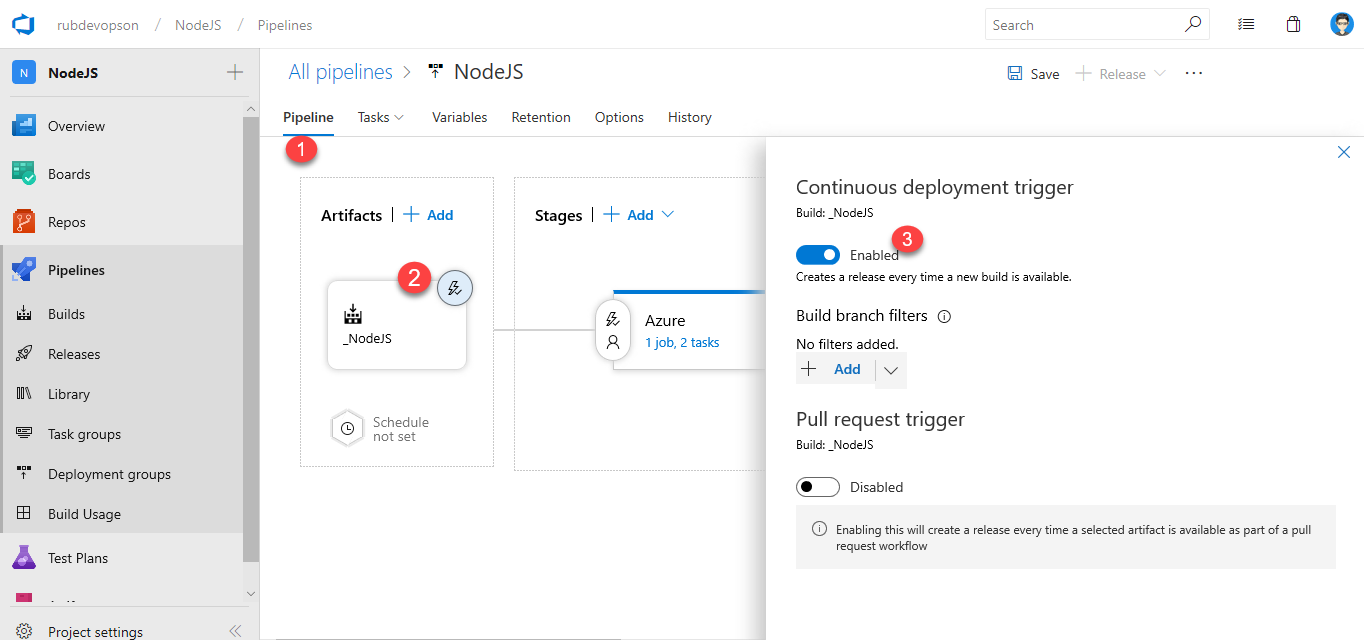 rubdevopson / NodeJS / Pipelines
Search
N NodeJS
Overview
Boards
Repos
Pipelines
Builds
Releases
Library
Task groups
Deployment groups
Build Usage
Test Plans
Project settings
All pipelines > NodeJS
Save
Release
Pipeline
Tasks
Variables
Retention
Options
History
1
Artifacts | + Add
2
_NodeJS
Schedule
not set
Stages | + Add
Azure
1 job, 2 tasks
Continuous deployment trigger
Build: _NodeJS
3
Enabled
Creates a release every time a new build is available.
Build branch filters
No filters added.
+ Add
Pull request trigger
Build: _NodeJS
Disabled
Enabling this will create a release every time a selected artifact is available as part of a pull
request workflow